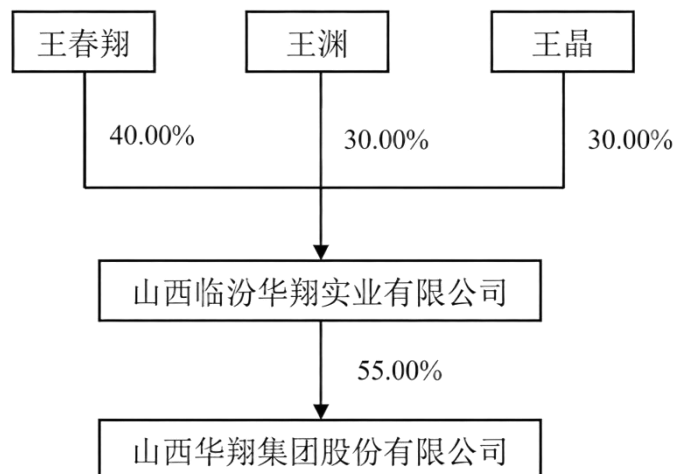 王春翔
王渊
王晶
40.00%
30.00%
30.00%
山西临汾华翔实业有限公司
55.00%
山西华翔集团股份有限公司